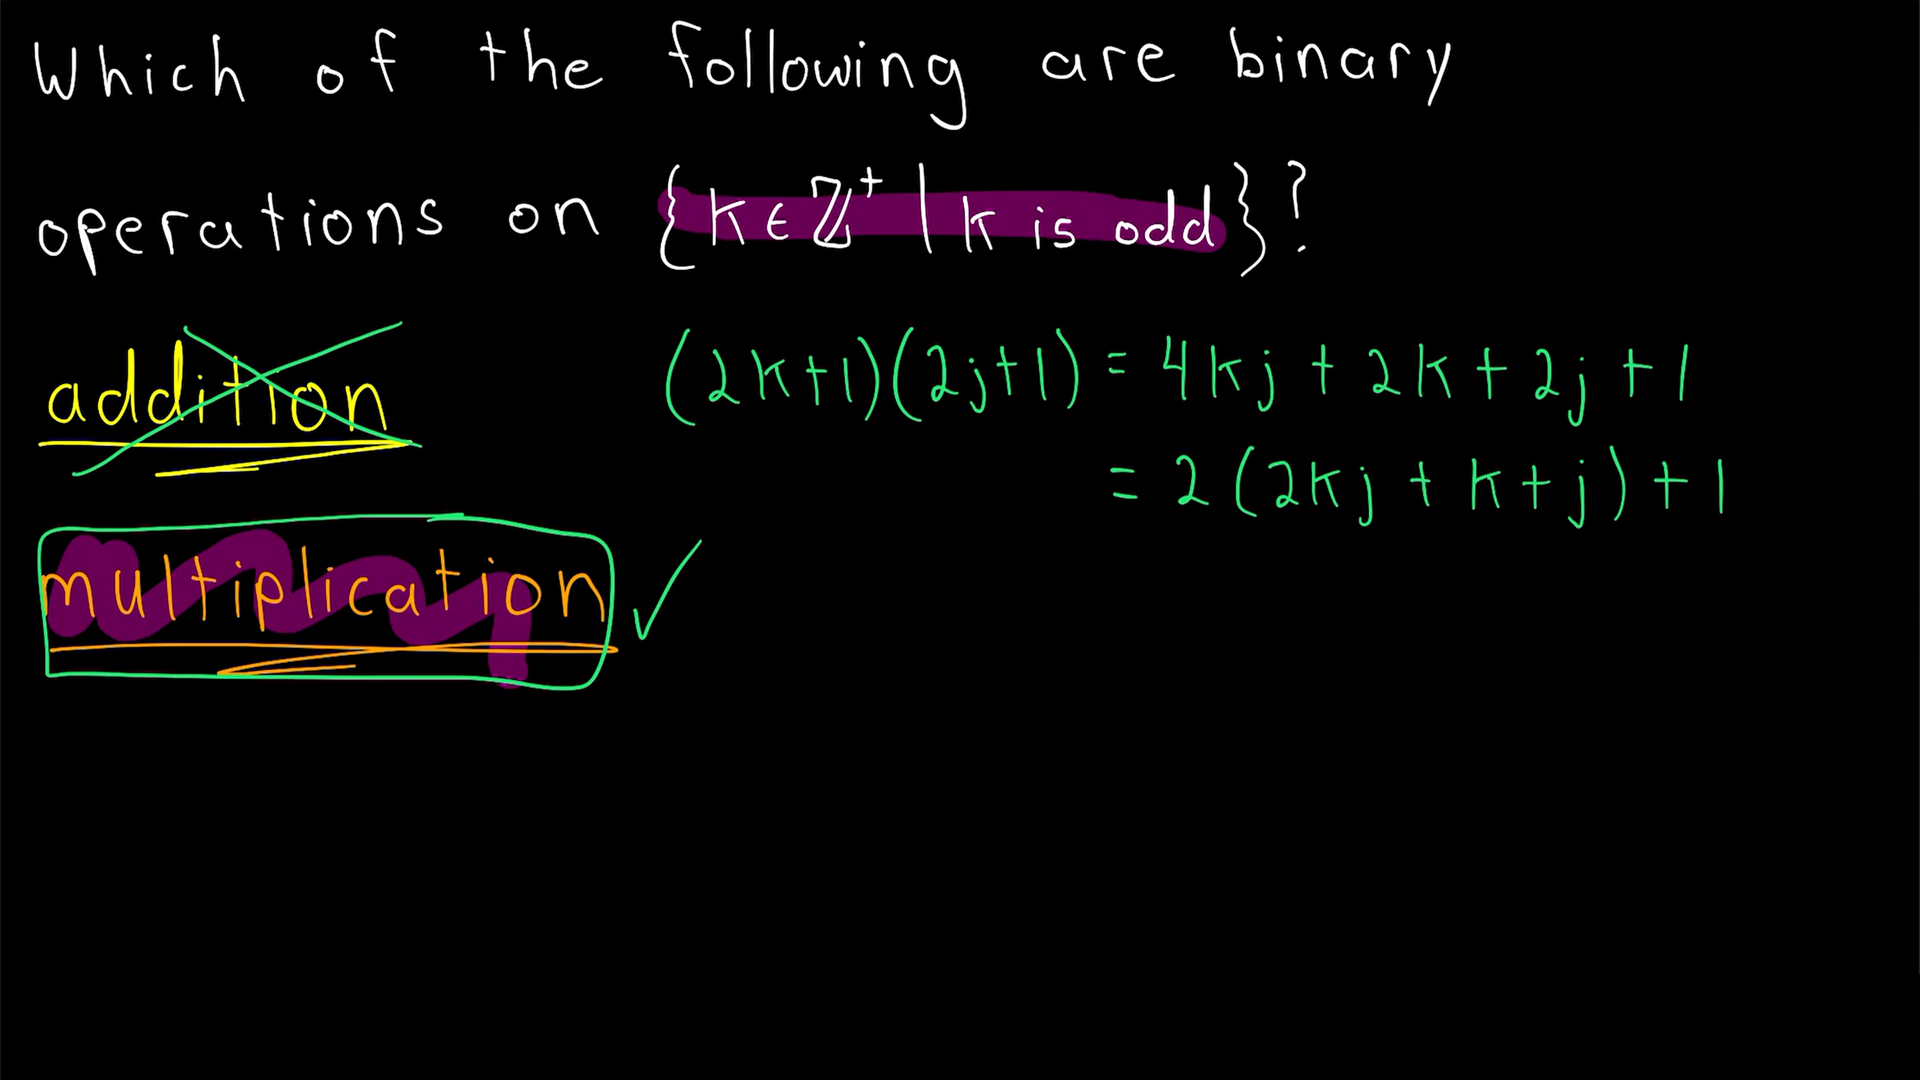 Which of the following are binary
operations on {k ∈ ℤ⁺ | k is odd}?
addition
(2k+1)(2j+1) = 4kj + 2k + 2j + 1
= 2(2kj + k + j) + 1
multiplication ✓